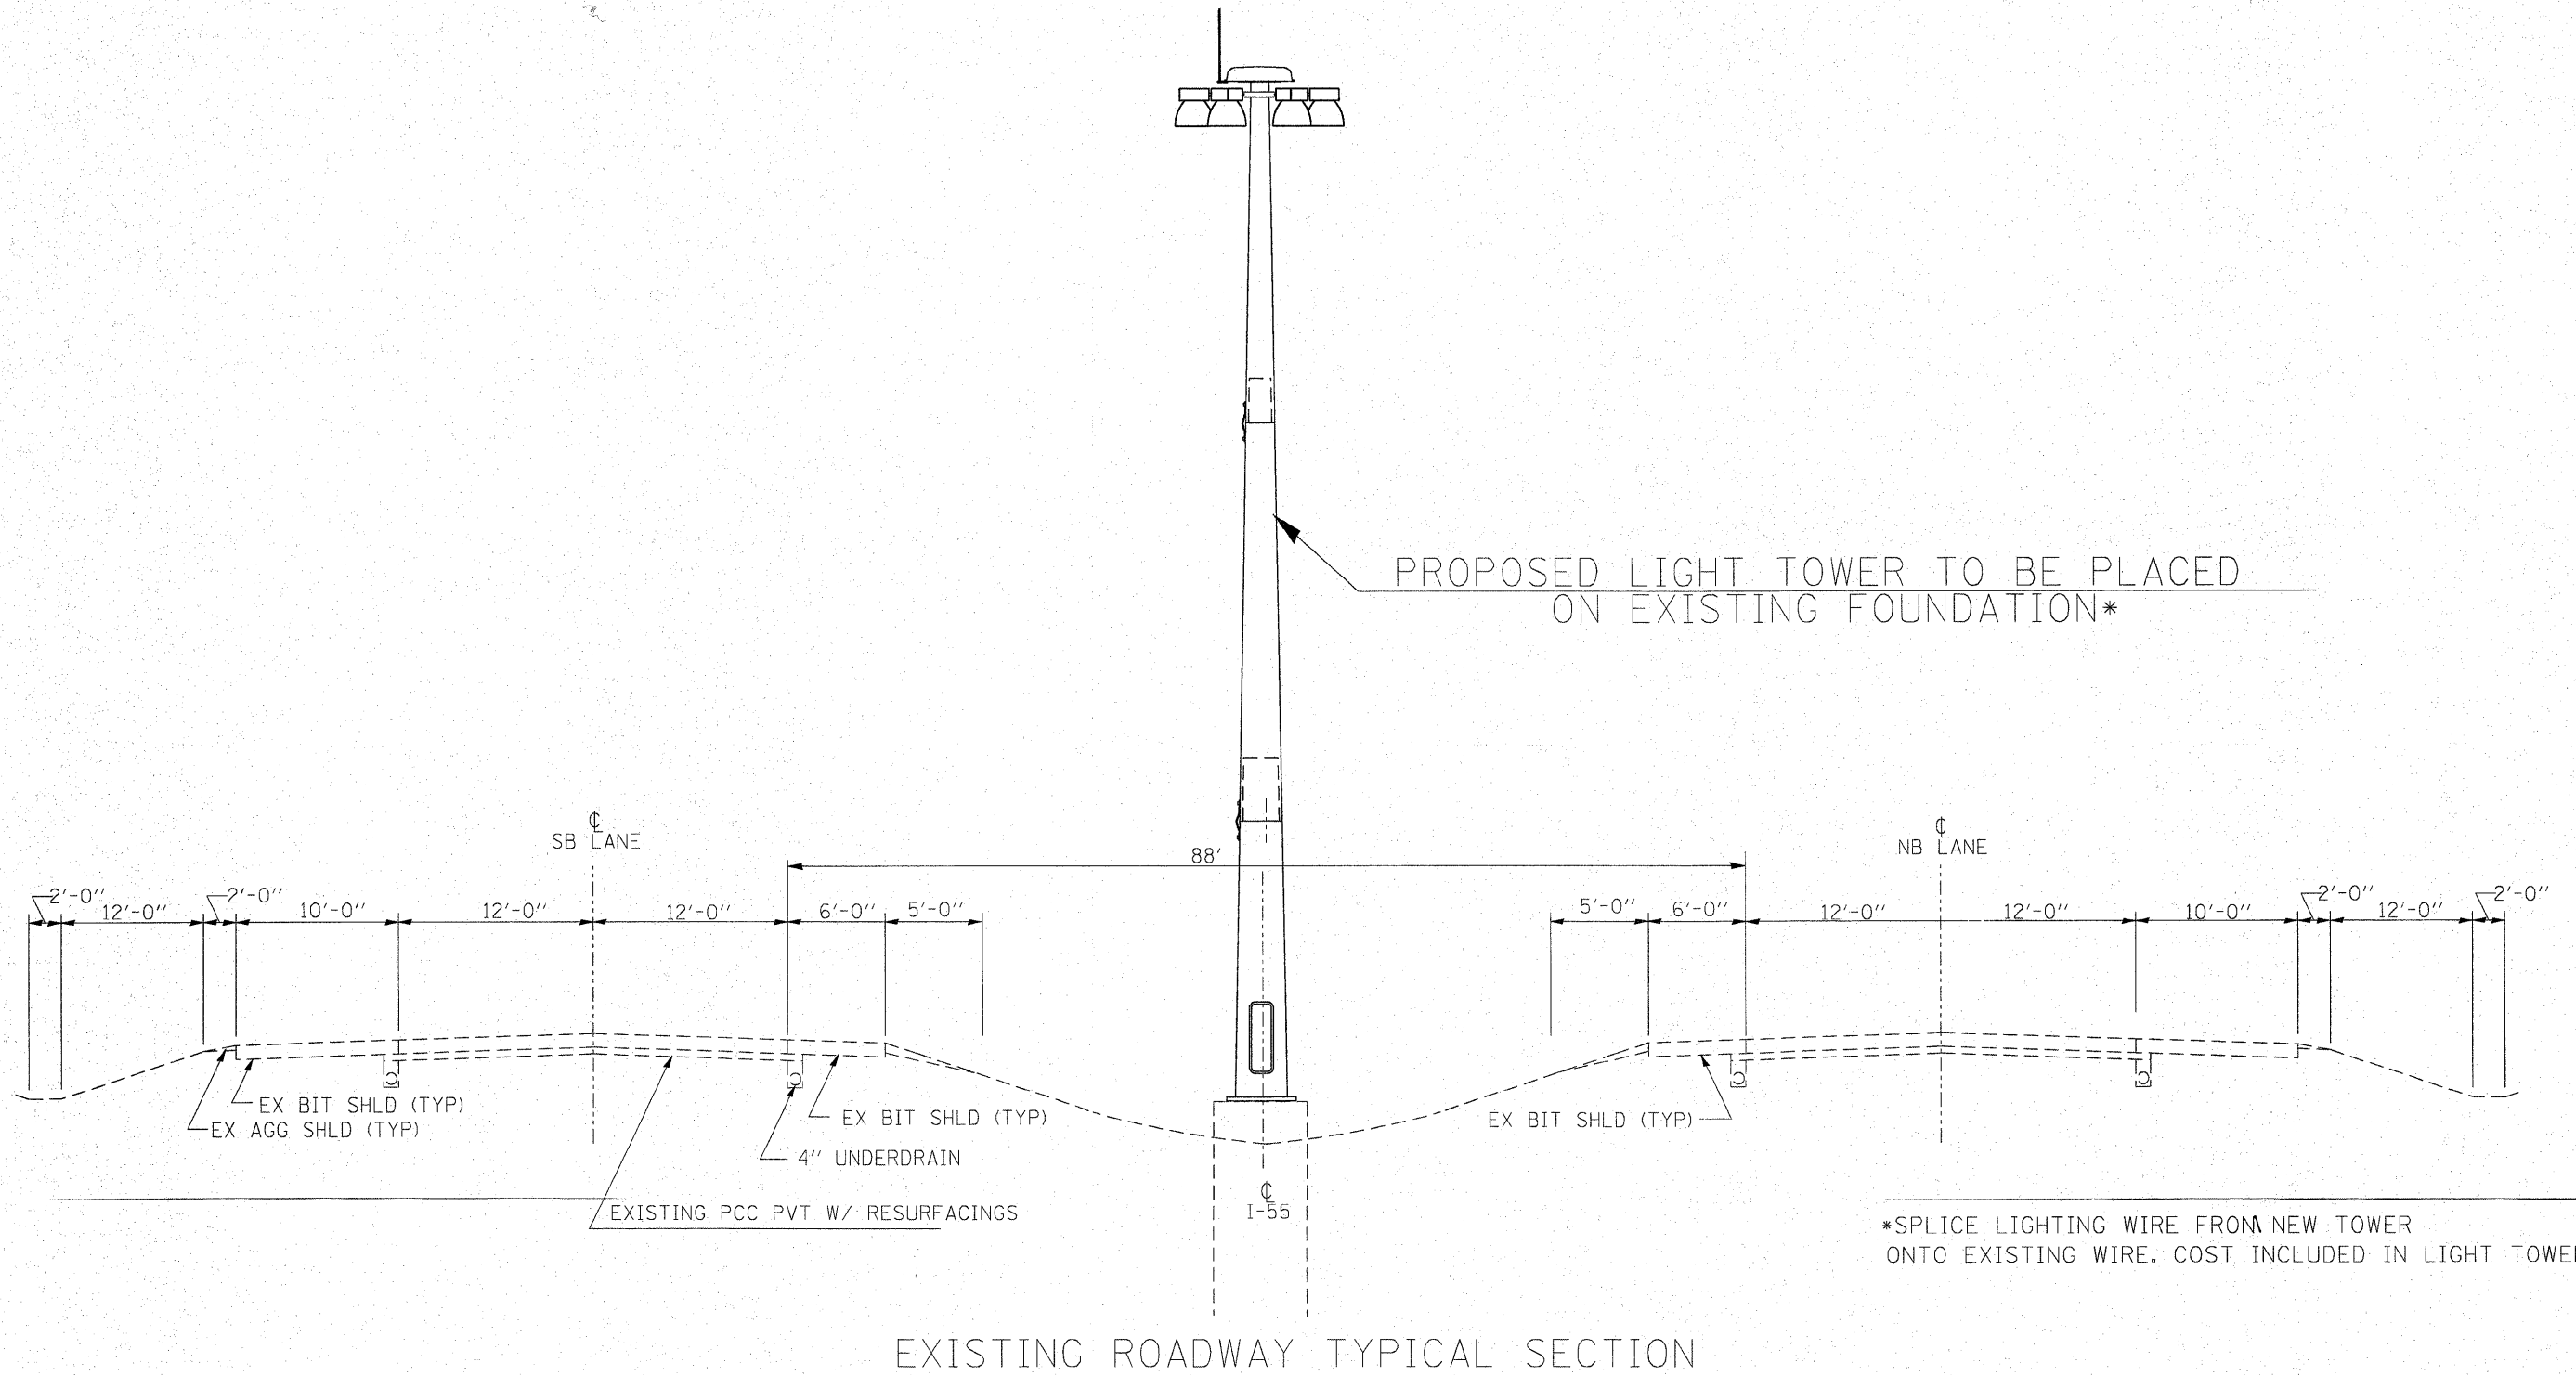 PROPOSED LIGHT TOWER TO BE PLACED
ON EXISTING FOUNDATION*
℄
SB LANE
℄
NB LANE
88'
2'-0"
12'-0"
2'-0"
10'-0"
12'-0"
12'-0"
6'-0"
5'-0"
5'-0"
6'-0"
12'-0"
12'-0"
10'-0"
2'-0"
12'-0"
2'-0"
EX BIT SHLD (TYP)
EX AGG SHLD (TYP)
EX BIT SHLD (TYP)
4" UNDERDRAIN
EX BIT SHLD (TYP)
EXISTING PCC PVT W/ RESURFACINGS
℄
I-55
*SPLICE LIGHTING WIRE FROM NEW TOWER
ONTO EXISTING WIRE. COST INCLUDED IN LIGHT TOWE
EXISTING ROADWAY TYPICAL SECTION